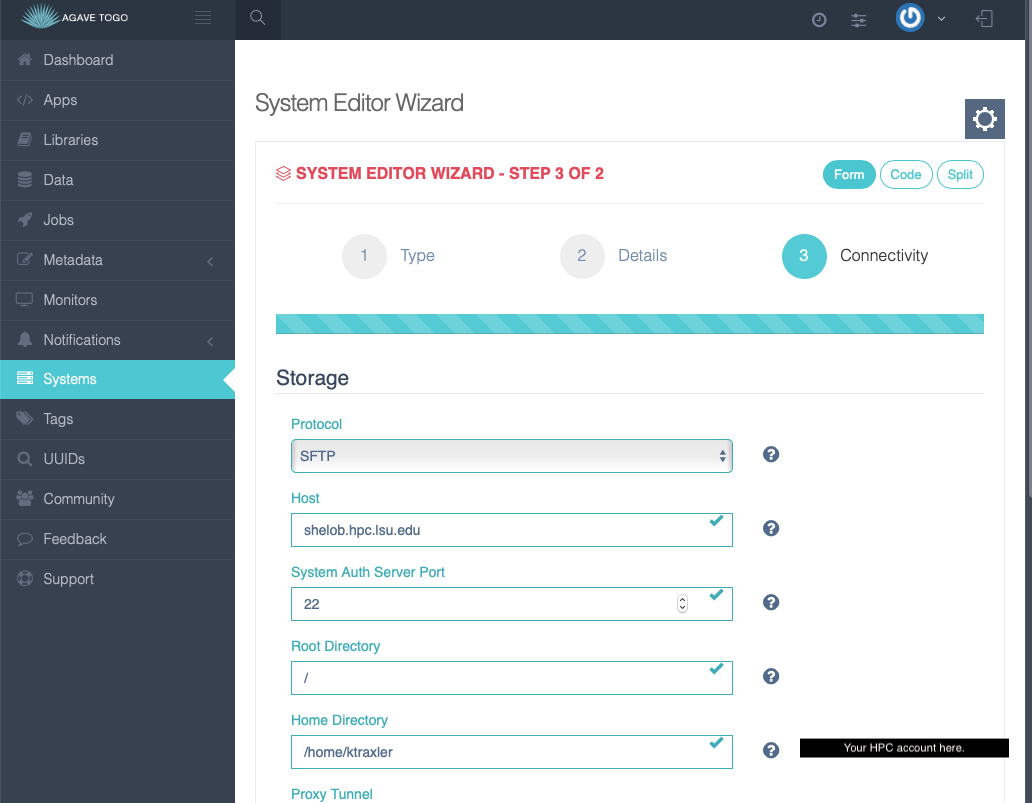 AGAVE TOGO
Dashboard
Apps
Libraries
Data
Jobs
Metadata
Monitors
Notifications
Systems
Tags
UUIDs
Community
Feedback
Support
System Editor Wizard
SYSTEM EDITOR WIZARD - STEP 3 OF 2
Form Code Split
1 Type 2 Details 3 Connectivity
Storage
Protocol
SFTP
Host
shelob.hpc.lsu.edu
System Auth Server Port
22
Root Directory
/
Home Directory
/home/ktraxler
Your HPC account here.
Proxy Tunnel